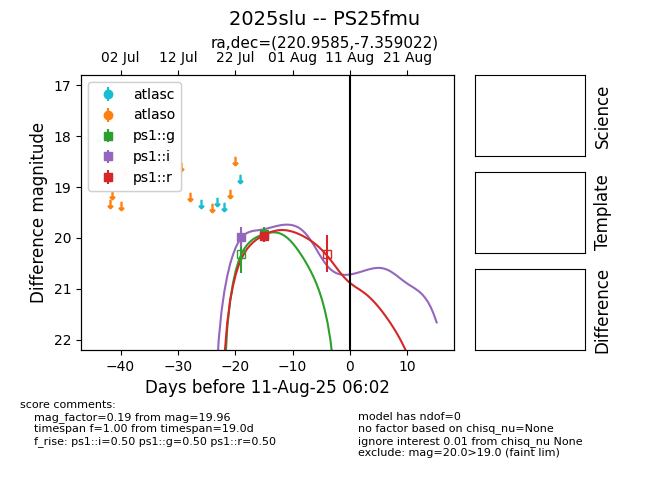 2025slu -- PS25fmu
ra,dec=(220.9585,-7.359022)
02 Jul 12 Jul 22 Jul 01 Aug 11 Aug 21 Aug
17
18
19
20
21
22
Difference magnitude
atlasc
atlaso
ps1::g
ps1::i
ps1::r
−40 −30 −20 −10 0 10
Days before 11-Aug-25 06:02
Science
Template
Difference
score comments:
mag_factor=0.19 from mag=19.96
timespan f=1.00 from timespan=19.0d
f_rise: ps1::i=0.50 ps1::g=0.50 ps1::r=0.50
model has ndof=0
no factor based on chisq_nu=None
ignore interest 0.01 from chisq_nu None
exclude: mag=20.0>19.0 (faint lim)